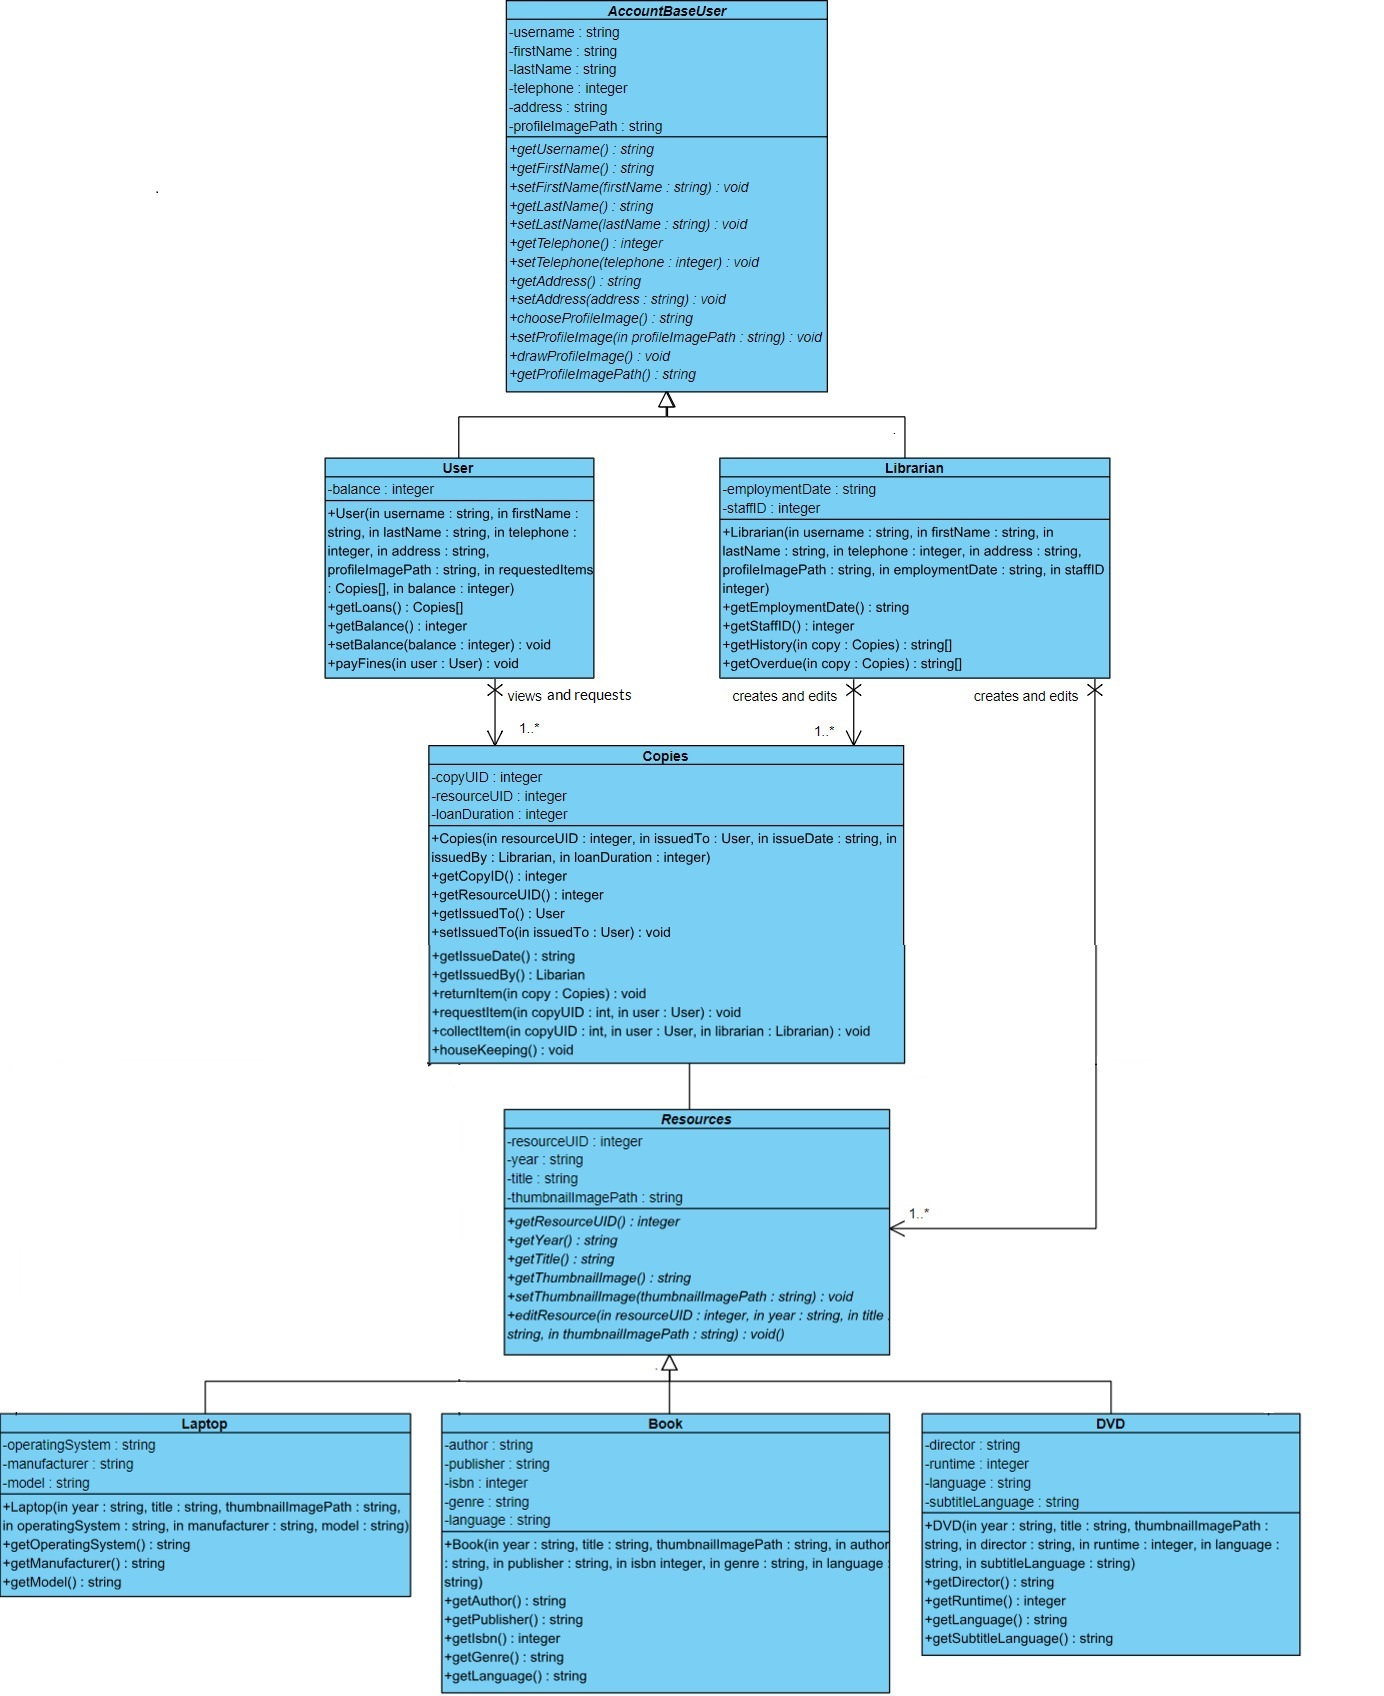 AccountBaseUser
-username : string
-firstName : string
-lastName : string
-telephone : integer
-address : string
-profileImagePath : string
+getUsername() : string
+getFirstName() : string
+setFirstName(firstName : string) : void
+getLastName() : string
+setLastName(lastName : string) : void
+getTelephone() : integer
+setTelephone(telephone : integer) : void
+getAddress() : string
+setAddress(address : string) : void
+chooseProfileImage() : string
+setProfileImage(in profileImagePath : string) : void
+drawProfileImage() : void
+getProfileImagePath() : string
User
-balance : integer
+User(in username : string, in firstName :
string, in lastName : string, in telephone :
integer, in address : string,
profileImagePath : string, in requestedItems
: Copies[], in balance : integer)
+getLoans() : Copies[]
+getBalance() : integer
+setBalance(balance : integer) : void
+payFines(in user : User) : void
Librarian
-employmentDate : string
-staffID : integer
+Librarian(in username : string, in firstName : string, in
lastName : string, in telephone : integer, in address : string,
profileImagePath : string, in employmentDate : string, in staffID
integer)
+getEmploymentDate() : string
+getStaffID() : integer
+getHistory(in copy : Copies) : string[]
+getOverdue(in copy : Copies) : string[]
views and requests
creates and edits
creates and edits
1..*
1..*
Copies
-copyUID : integer
-resourceUID : integer
-loanDuration : integer
+Copies(in resourceUID : integer, in issuedTo : User, in issueDate : string, in
issuedBy : Librarian, in loanDuration : integer)
+getCopyID() : integer
+getResourceUID() : integer
+getIssuedTo() : User
+setIssuedTo(in issuedTo : User) : void
+getIssueDate() : string
+getIssuedBy() : Libarian
+returnItem(in copy : Copies) : void
+requestItem(in copyUID : int, in user : User) : void
+collectItem(in copyUID : int, in user : User, in librarian : Librarian) : void
+houseKeeping() : void
Resources
-resourceUID : integer
-year : string
-title : string
-thumbnailImagePath : string
+getResourceUID() : integer
+getYear() : string
+getTitle() : string
+getThumbnailImage() : string
+setThumbnailImage(thumbnailImagePath : string) : void
+editResource(in resourceUID : integer, in year : string, in title :
string, in thumbnailImagePath : string) : void()
1..*
Laptop
-operatingSystem : string
-manufacturer : string
-model : string
+Laptop(in year : string, title : string, thumbnailImagePath : string,
in operatingSystem : string, in manufacturer : string, model : string)
+getOperatingSystem() : string
+getManufacturer() : string
+getModel() : string
Book
-author : string
-publisher : string
-isbn : integer
-genre : string
-language : string
+Book(in year : string, title : string, thumbnailImagePath : string, in author
: string, in publisher : string, in isbn integer, in genre : string, in language :
string)
+getAuthor() : string
+getPublisher() : string
+getIsbn() : integer
+getGenre() : string
+getLanguage() : string
DVD
-director : string
-runtime : integer
-language : string
-subtitleLanguage : string
+DVD(in year : string, title : string, thumbnailImagePath :
string, in director : string, in runtime : integer, in language :
string, in subtitleLanguage : string)
+getDirector() : string
+getRuntime() : integer
+getLanguage() : string
+getSubtitleLanguage() : string